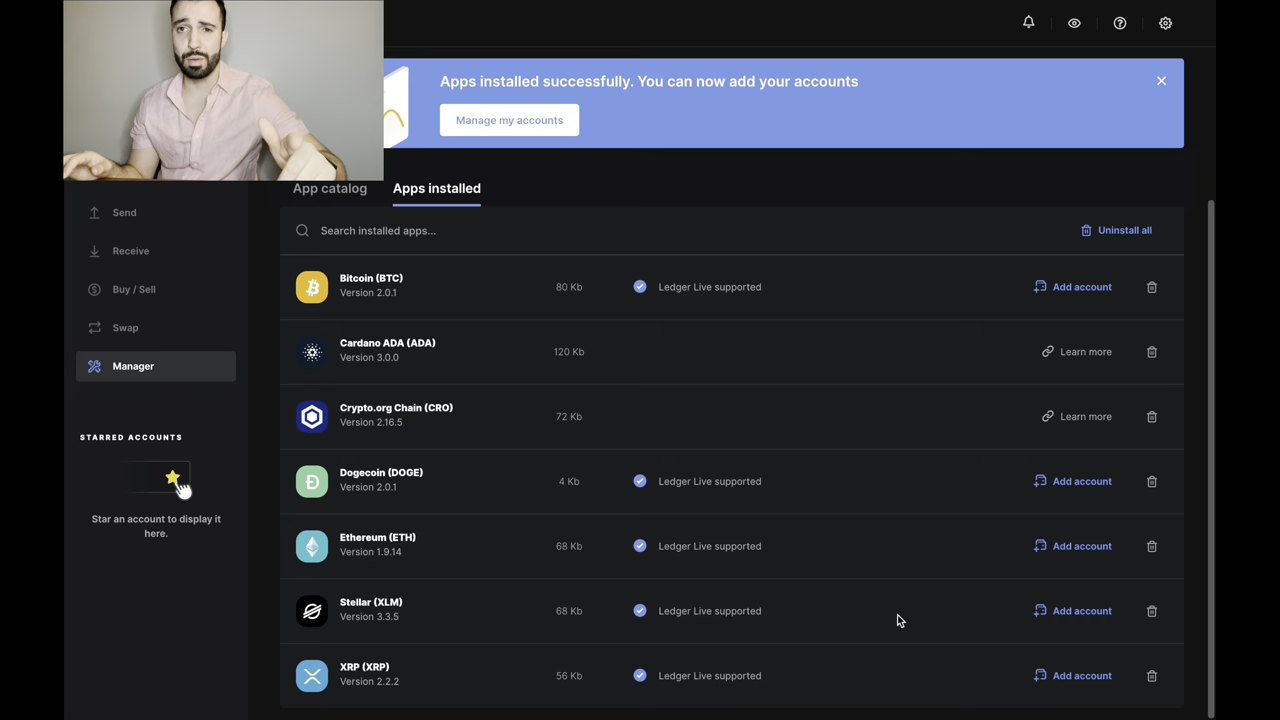 Apps installed successfully. You can now add your accounts
Manage my accounts
App catalog
Apps installed
Search installed apps...
Uninstall all
Send
Receive
Buy / Sell
Swap
Manager
STARRED ACCOUNTS
Star an account to display it
here.
Bitcoin (BTC)
Version 2.0.1
80 Kb
Ledger Live supported
Add account
Cardano ADA (ADA)
Version 3.0.0
120 Kb
Learn more
Crypto.org Chain (CRO)
Version 2.16.5
72 Kb
Learn more
Dogecoin (DOGE)
Version 2.0.1
4 Kb
Ledger Live supported
Add account
Ethereum (ETH)
Version 1.9.14
68 Kb
Ledger Live supported
Add account
Stellar (XLM)
Version 3.3.5
68 Kb
Ledger Live supported
Add account
XRP (XRP)
Version 2.2.2
56 Kb
Ledger Live supported
Add account